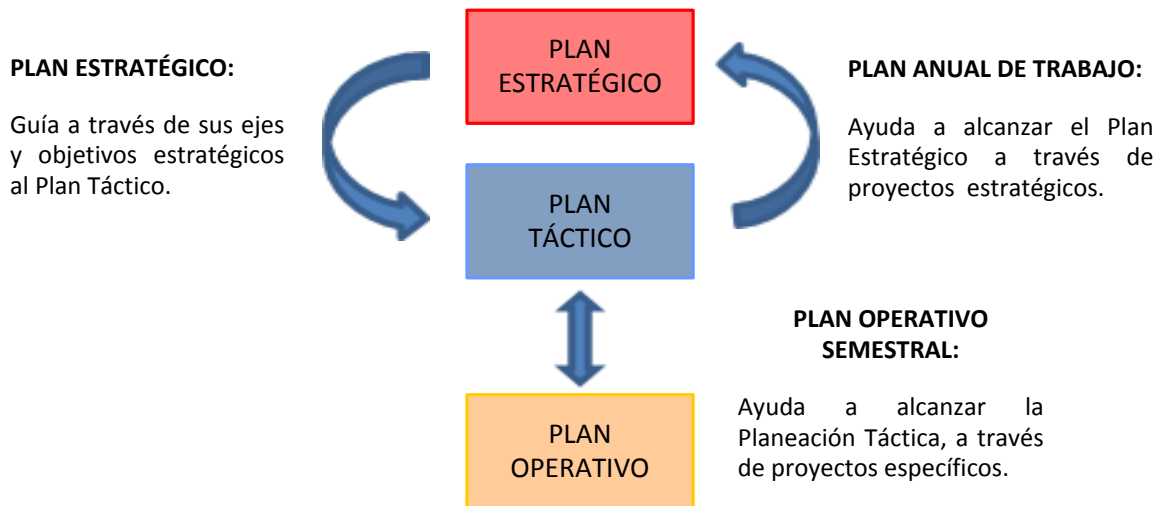 PLAN ESTRATÉGICO:
Guía a través de sus ejes
y objetivos estratégicos
al Plan Táctico.
PLAN
ESTRATÉGICO
PLAN ANUAL DE TRABAJO:
Ayuda a alcanzar el Plan
Estratégico a través de
proyectos estratégicos.
PLAN
TÁCTICO
PLAN OPERATIVO
SEMESTRAL:
Ayuda a alcanzar la
Planeación Táctica, a través
de proyectos específicos.
PLAN
OPERATIVO